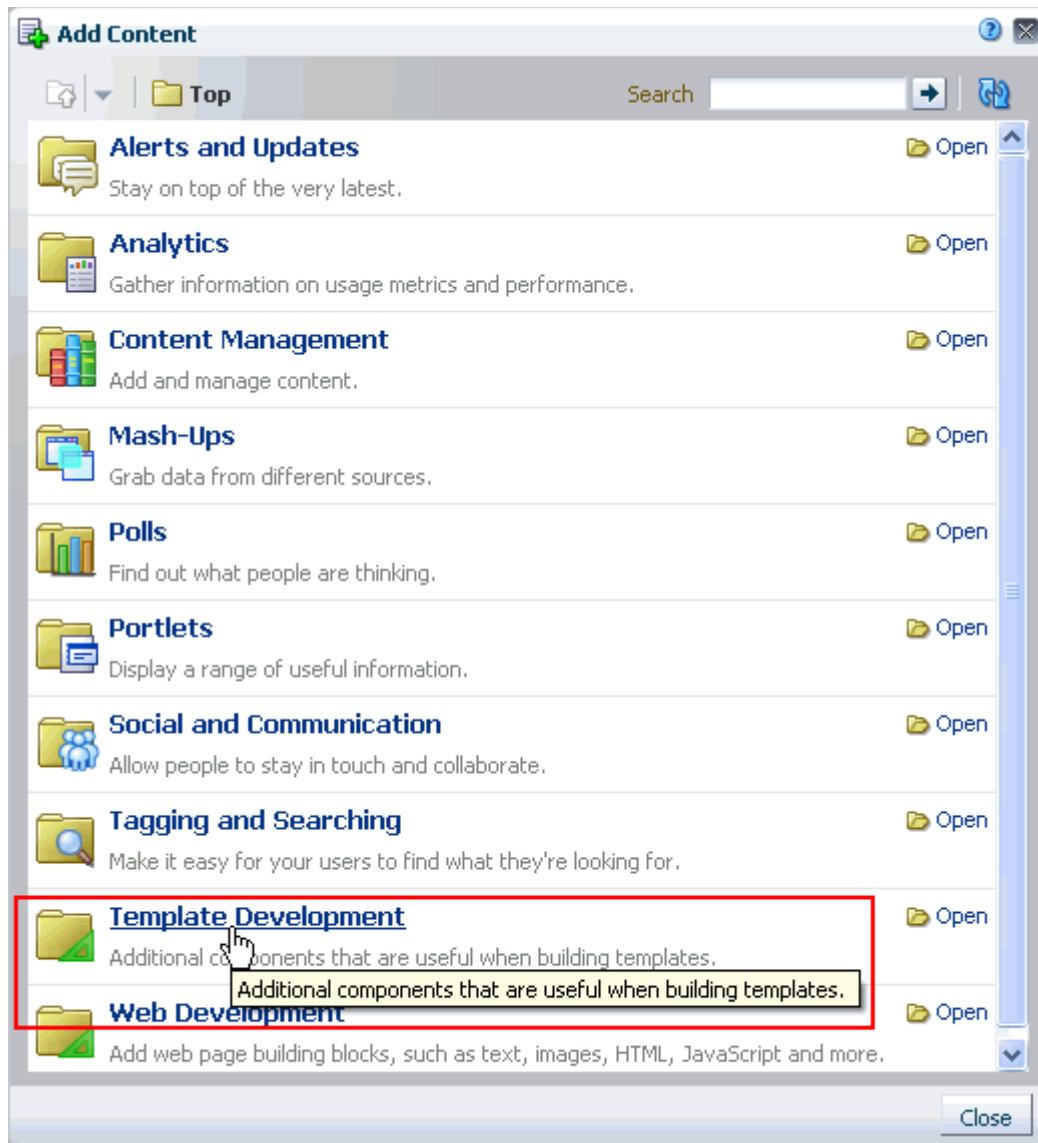 Add Content
Top Search
Alerts and Updates Open
Stay on top of the very latest.
Analytics Open
Gather information on usage metrics and performance.
Content Management Open
Add and manage content.
Mash-Ups Open
Grab data from different sources.
Polls Open
Find out what people are thinking.
Portlets Open
Display a range of useful information.
Social and Communication Open
Allow people to stay in touch and collaborate.
Tagging and Searching Open
Make it easy for your users to find what they're looking for.
Template Development Open
Additional components that are useful when building templates.
Additional components that are useful when building templates.
Web Development Open
Add web page building blocks, such as text, images, HTML, JavaScript and more.
Close